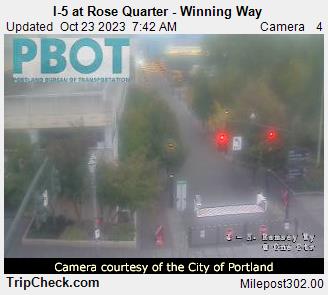 I-5 at Rose Quarter - Winning Way
Updated  Oct 23 2023  7:42 AM  Camera  4
PBOT
PORTLAND BUREAU OF TRANSPORTATION
Camera courtesy of the City of Portland
TripCheck.com  Milepost302.00